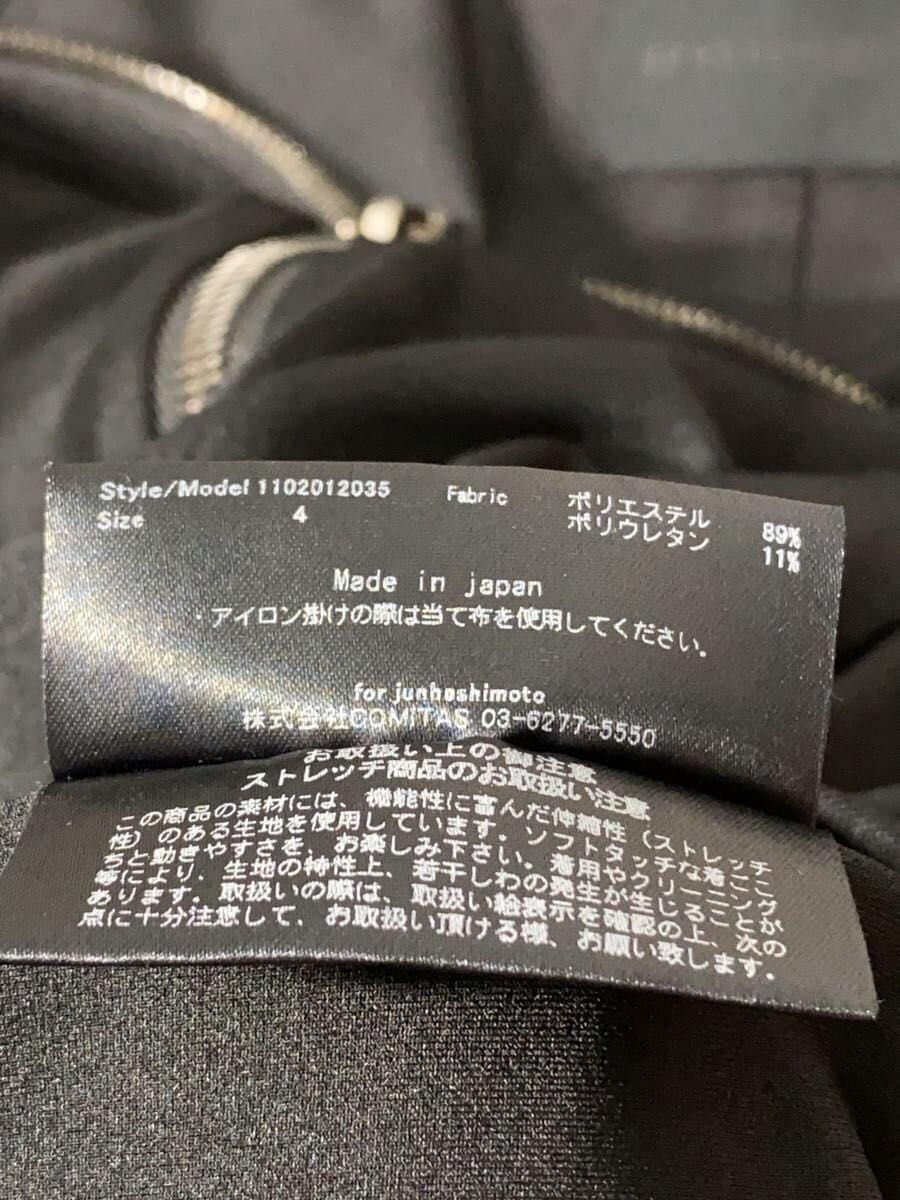 Style/Model 1102012035 Fabric ポリエステル 89%
Size 4 ポリウレタン 11%
Made in japan
・アイロン掛けの際は当て布を使用してください。
for junhashimoto
株式会社COMITAS 03-6277-5550
お取扱い上の御注意
ストレッチ商品のお取扱い注意
この商品の素材には、機能性に富んだ伸縮性（ストレッチ
性）のある生地を使用しています。ソフトタッチな着ごこ
ちと動きやすさを、お楽しみ下さい。着用やクリーニング
等により、生地の特性上、若干しわの発生が生じることが
あります。取扱いの際は、取扱い絵表示を確認の上、次の
点に十分注意して、お取扱い頂ける様、お願い致します。